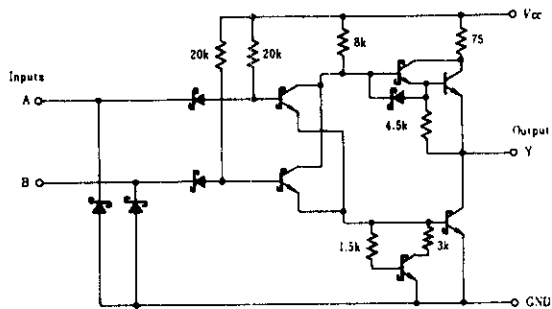 Vcc
20k 20k 8k 75
Inputs
A
4.5k
Output
Y
B
1.5k 3k
GND